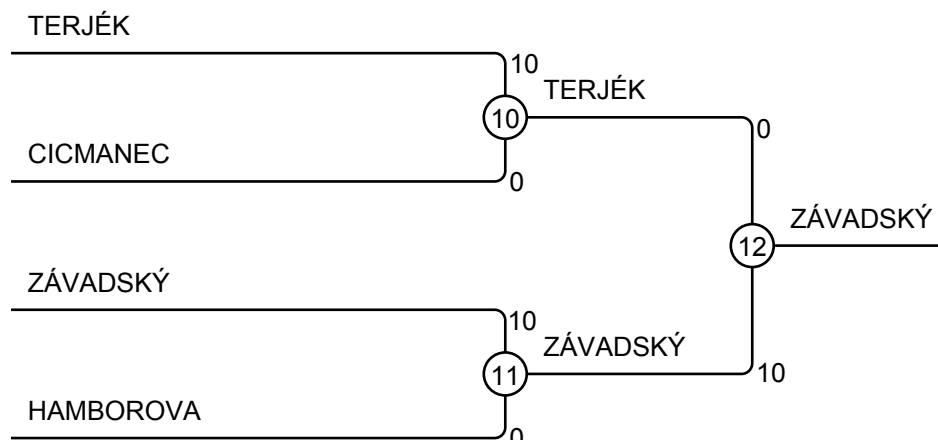 TERJÉK
10
TERJÉK
10
0
CICMANEC
0
ZÁVADSKÝ
12
ZÁVADSKÝ
10
ZÁVADSKÝ
11
10
HAMBOROVA
0